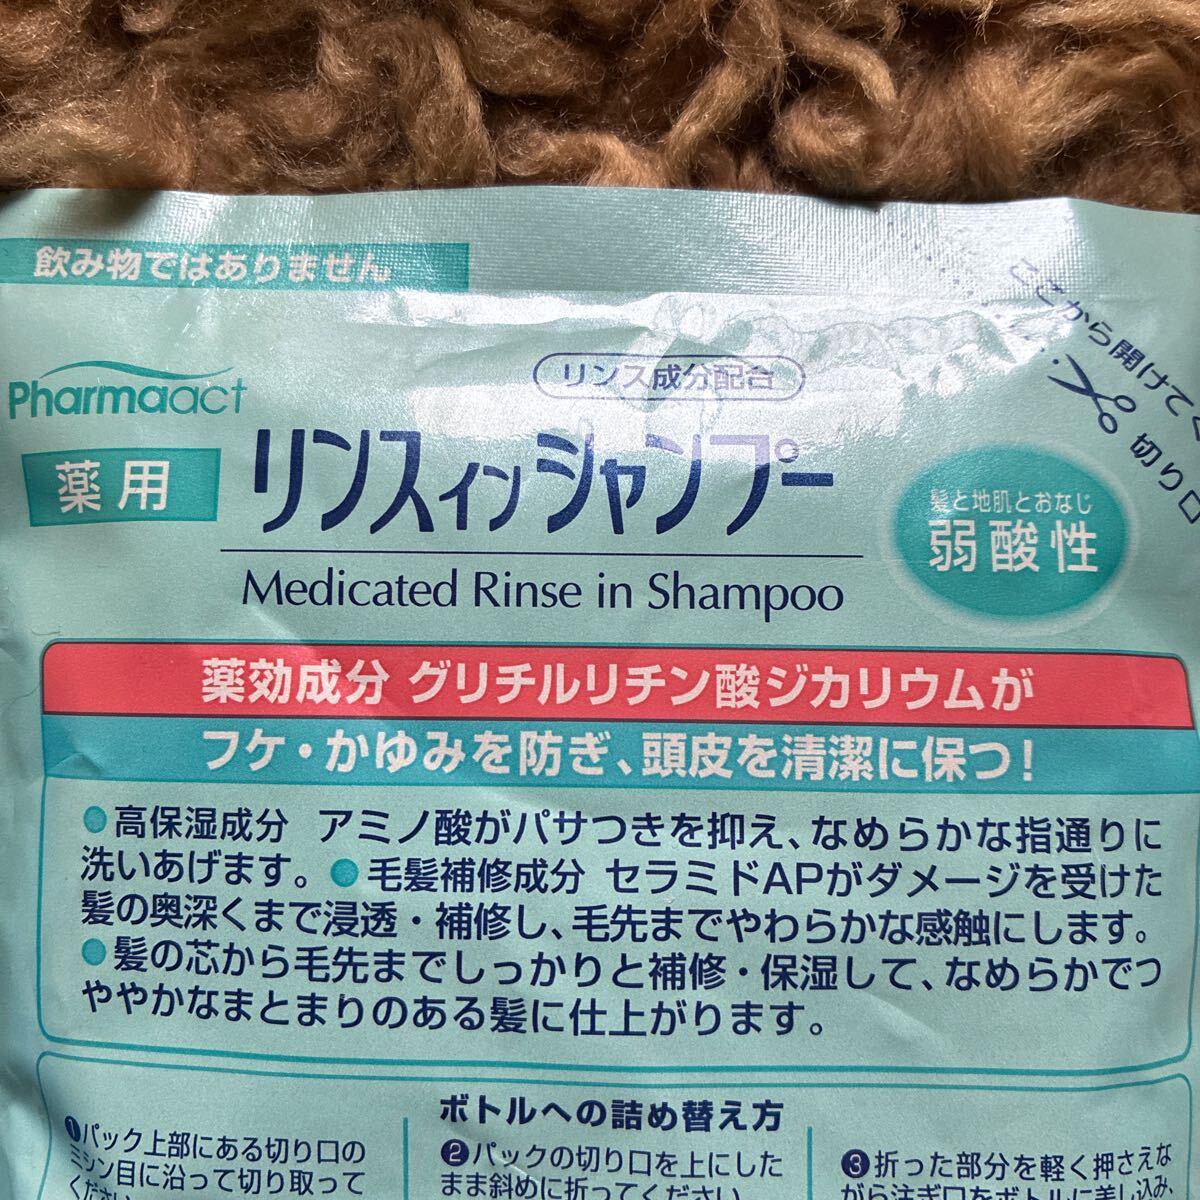 飲み物ではありません
ここから開けてく
切り口
Pharmaact
リンス成分配合
薬用
リンスインシャンプー
髪と地肌とおなじ
弱酸性
Medicated Rinse in Shampoo
薬効成分 グリチルリチン酸ジカリウムが
フケ・かゆみを防ぎ、頭皮を清潔に保つ!
●高保湿成分 アミノ酸がパサつきを抑え、なめらかな指通りに
洗いあげます。●毛髪補修成分 セラミドAPがダメージを受けた
髪の奥深くまで浸透・補修し、毛先までやわらかな感触にします。
●髪の芯から毛先までしっかりと補修・保湿して、なめらかでつ
ややかなまとまりのある髪に仕上がります。
ボトルへの詰め替え方
❶パック上部にある切り口の
ミシン目に沿って切り取って
ください
❷パックの切り口を上にした
まま斜めに折ってください
❸折った部分を軽く押さえな
がら注ぎ口をボトルに差し込み、